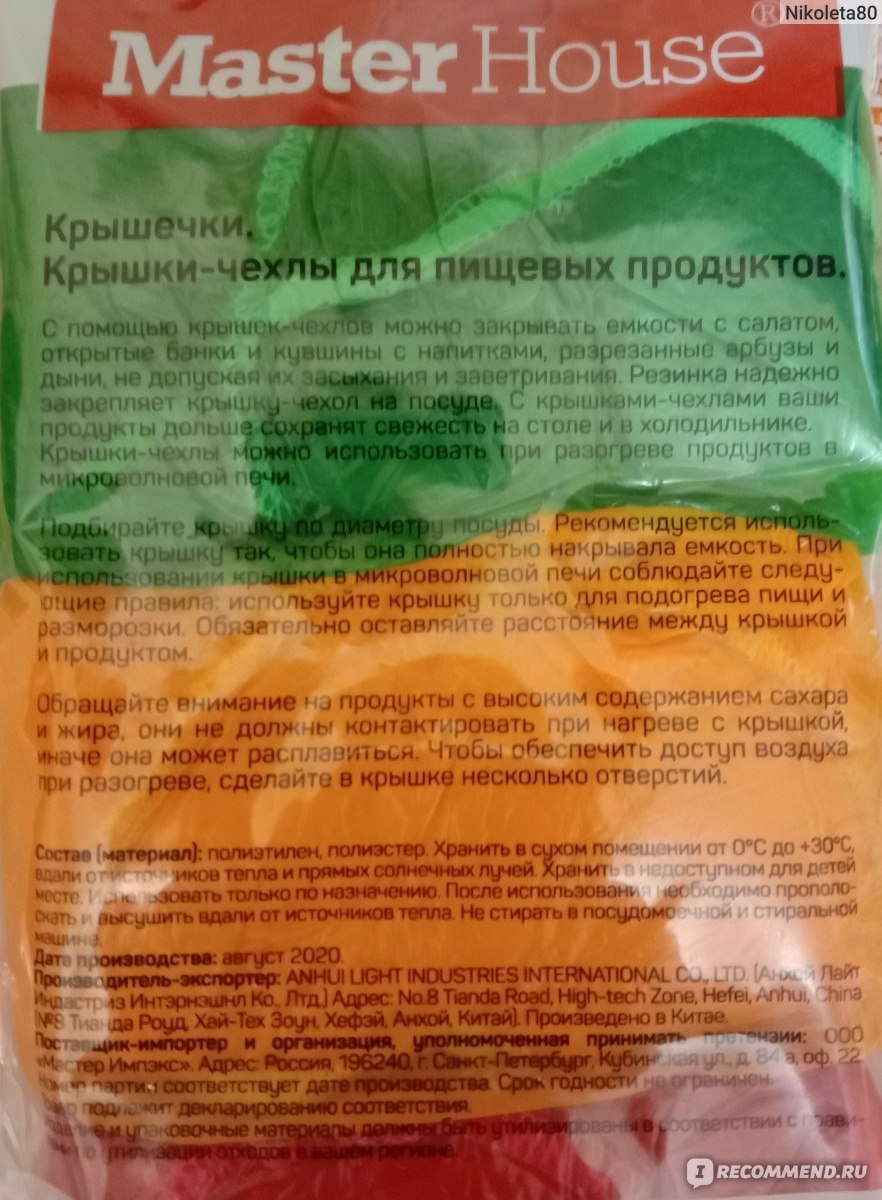 Nikoleta80
Master House®
Крышечки.
Крышки-чехлы для пищевых продуктов.
С помощью крышек-чехлов можно закрывать емкости с салатом,
открытые банки и кувшины с напитками, разрезанные арбузы и
дыни, не допуская их засыхания и заветривания. Резинка надежно
закрепляет крышку-чехол на посуде. С крышками-чехлами ваши
продукты дольше сохранят свежесть на столе и в холодильнике.
Крышки-чехлы можно использовать при разогреве продуктов в
микроволновой печи.
Подбирайте крышку по диаметру посуды. Рекомендуется исполь-
зовать крышку так, чтобы она полностью накрывала емкость. При
использовании крышки в микроволновой печи соблюдайте следу-
ющие правила: используйте крышку только для подогрева пищи и
разморозки. Обязательно оставляйте расстояние между крышкой
и продуктом.
Обращайте внимание на продукты с высоким содержанием сахара
и жира, они не должны контактировать при нагреве с крышкой,
иначе она может расплавиться. Чтобы обеспечить доступ воздуха
при разогреве, сделайте в крышке несколько отверстий.
Состав (материал): полиэтилен, полиэстер. Хранить в сухом помещении от 0°C до +30°C,
вдали от источников тепла и прямых солнечных лучей. Хранить в недоступном для детей
месте. Использовать только по назначению. После использования необходимо прополо-
скать и высушить вдали от источников тепла. Не стирать в посудомоечной и стиральной
машине.
Дата производства: август 2020.
Производитель-экспортер: ANHUI LIGHT INDUSTRIES INTERNATIONAL CO., LTD. (Анхой Лайт
Индастриз Интэрнэшнл Ко., Лтд.) Адрес: No.8 Tianda Road, High-tech Zone, Hefei, Anhui, China
(№8 Тианда Роуд, Хай-Тех Зоун, Хефэй, Анхой, Китай). Произведено в Китае.
Поставщик-импортер и организация, уполномоченная принимать претензии: ООО
«Мастер Импэкс». Адрес: Россия, 196240, г. Санкт-Петербург, Кубинская ул., д. 84 а, оф. 22
Номер партии соответствует дате производства. Срок годности не ограничен.
подлежит декларированию соответствия.
Изделие и упаковочные материалы должны быть утилизированы в соответствии с прави-
по утилизации отходов в вашем регионе.
IRECOMMEND.RU